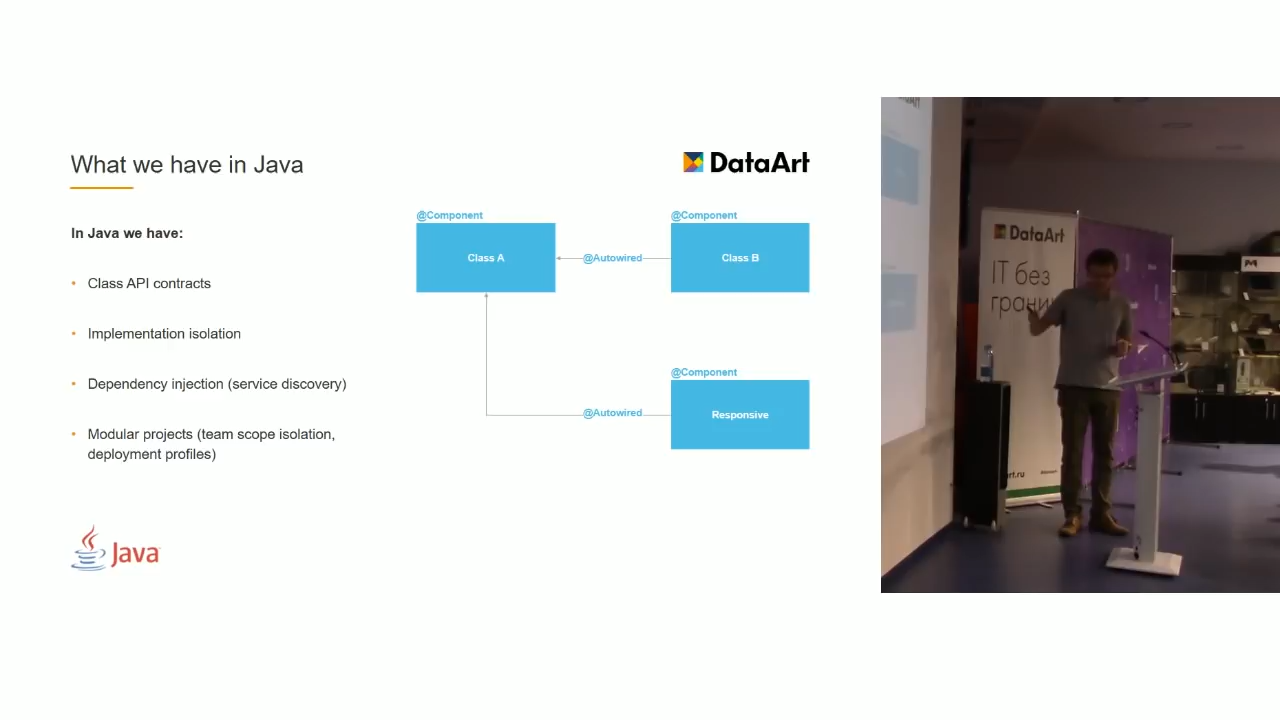 What we have in Java
DataArt
In Java we have:
• Class API contracts
• Implementation isolation
• Dependency injection (service discovery)
• Modular projects (team scope isolation,
deployment profiles)
Java
@Component
Class A
@Autowired
@Component
Class B
@Component
@Autowired
Responsive
DataArt
IT без